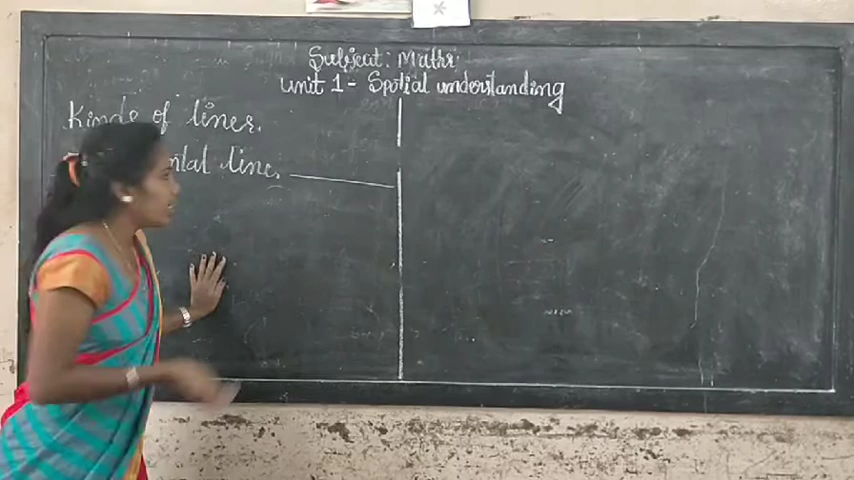 Subject: Maths
unit 1 - Spatial understanding
Kinds of lines.
ntal line.